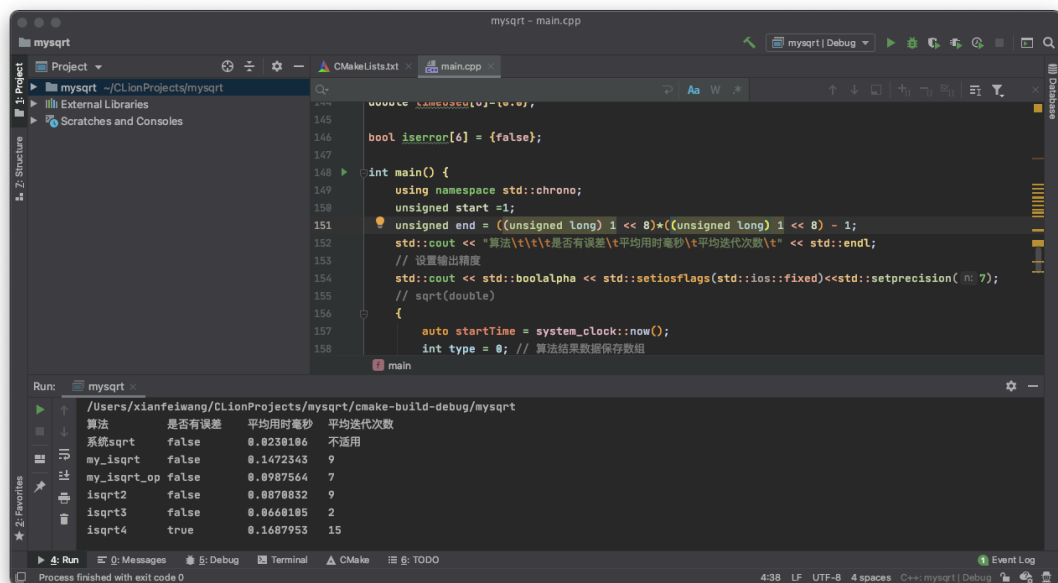 mysqrt – main.cpp
mysqrt
mysqrt | Debug
1: Project
Project
CMakeLists.txt
main.cpp
mysqrt ~/CLionProjects/mysqrt
External Libraries
Scratches and Consoles
Aa W .*
Database
Z: Structure
144 double timeused[6]={0.0};
145
146 bool iserror[6] = {false};
147
148 int main() {
149 using namespace std::chrono;
150 unsigned start =1;
151 unsigned end = ((unsigned long) 1 << 8)*((unsigned long) 1 << 8) - 1;
152 std::cout << "算法\t\t\t是否有误差\t平均用时毫秒\t平均迭代次数\t" << std::endl;
153 // 设置输出精度
154 std::cout << std::boolalpha << std::setiosflags(std::ios::fixed)<<std::setprecision( n: 7);
155 // sqrt(double)
156 {
157 auto startTime = system_clock::now();
158 int type = 0; // 算法结果数据保存数组
f main
Run: mysqrt
/Users/xianfeiwang/CLionProjects/mysqrt/cmake-build-debug/mysqrt
算法 是否有误差 平均用时毫秒 平均迭代次数
系统sqrt false 0.0230106 不适用
my_isqrt false 0.1472343 9
my_isqrt_op false 0.0987564 7
isqrt2 false 0.0870832 9
isqrt3 false 0.0660105 2
isqrt4 true 0.1687953 15
2: Favorites
4: Run 0: Messages 5: Debug Terminal CMake 6: TODO 1 Event Log
Process finished with exit code 0 4:38 LF UTF-8 4 spaces C++: mysqrt | Debug